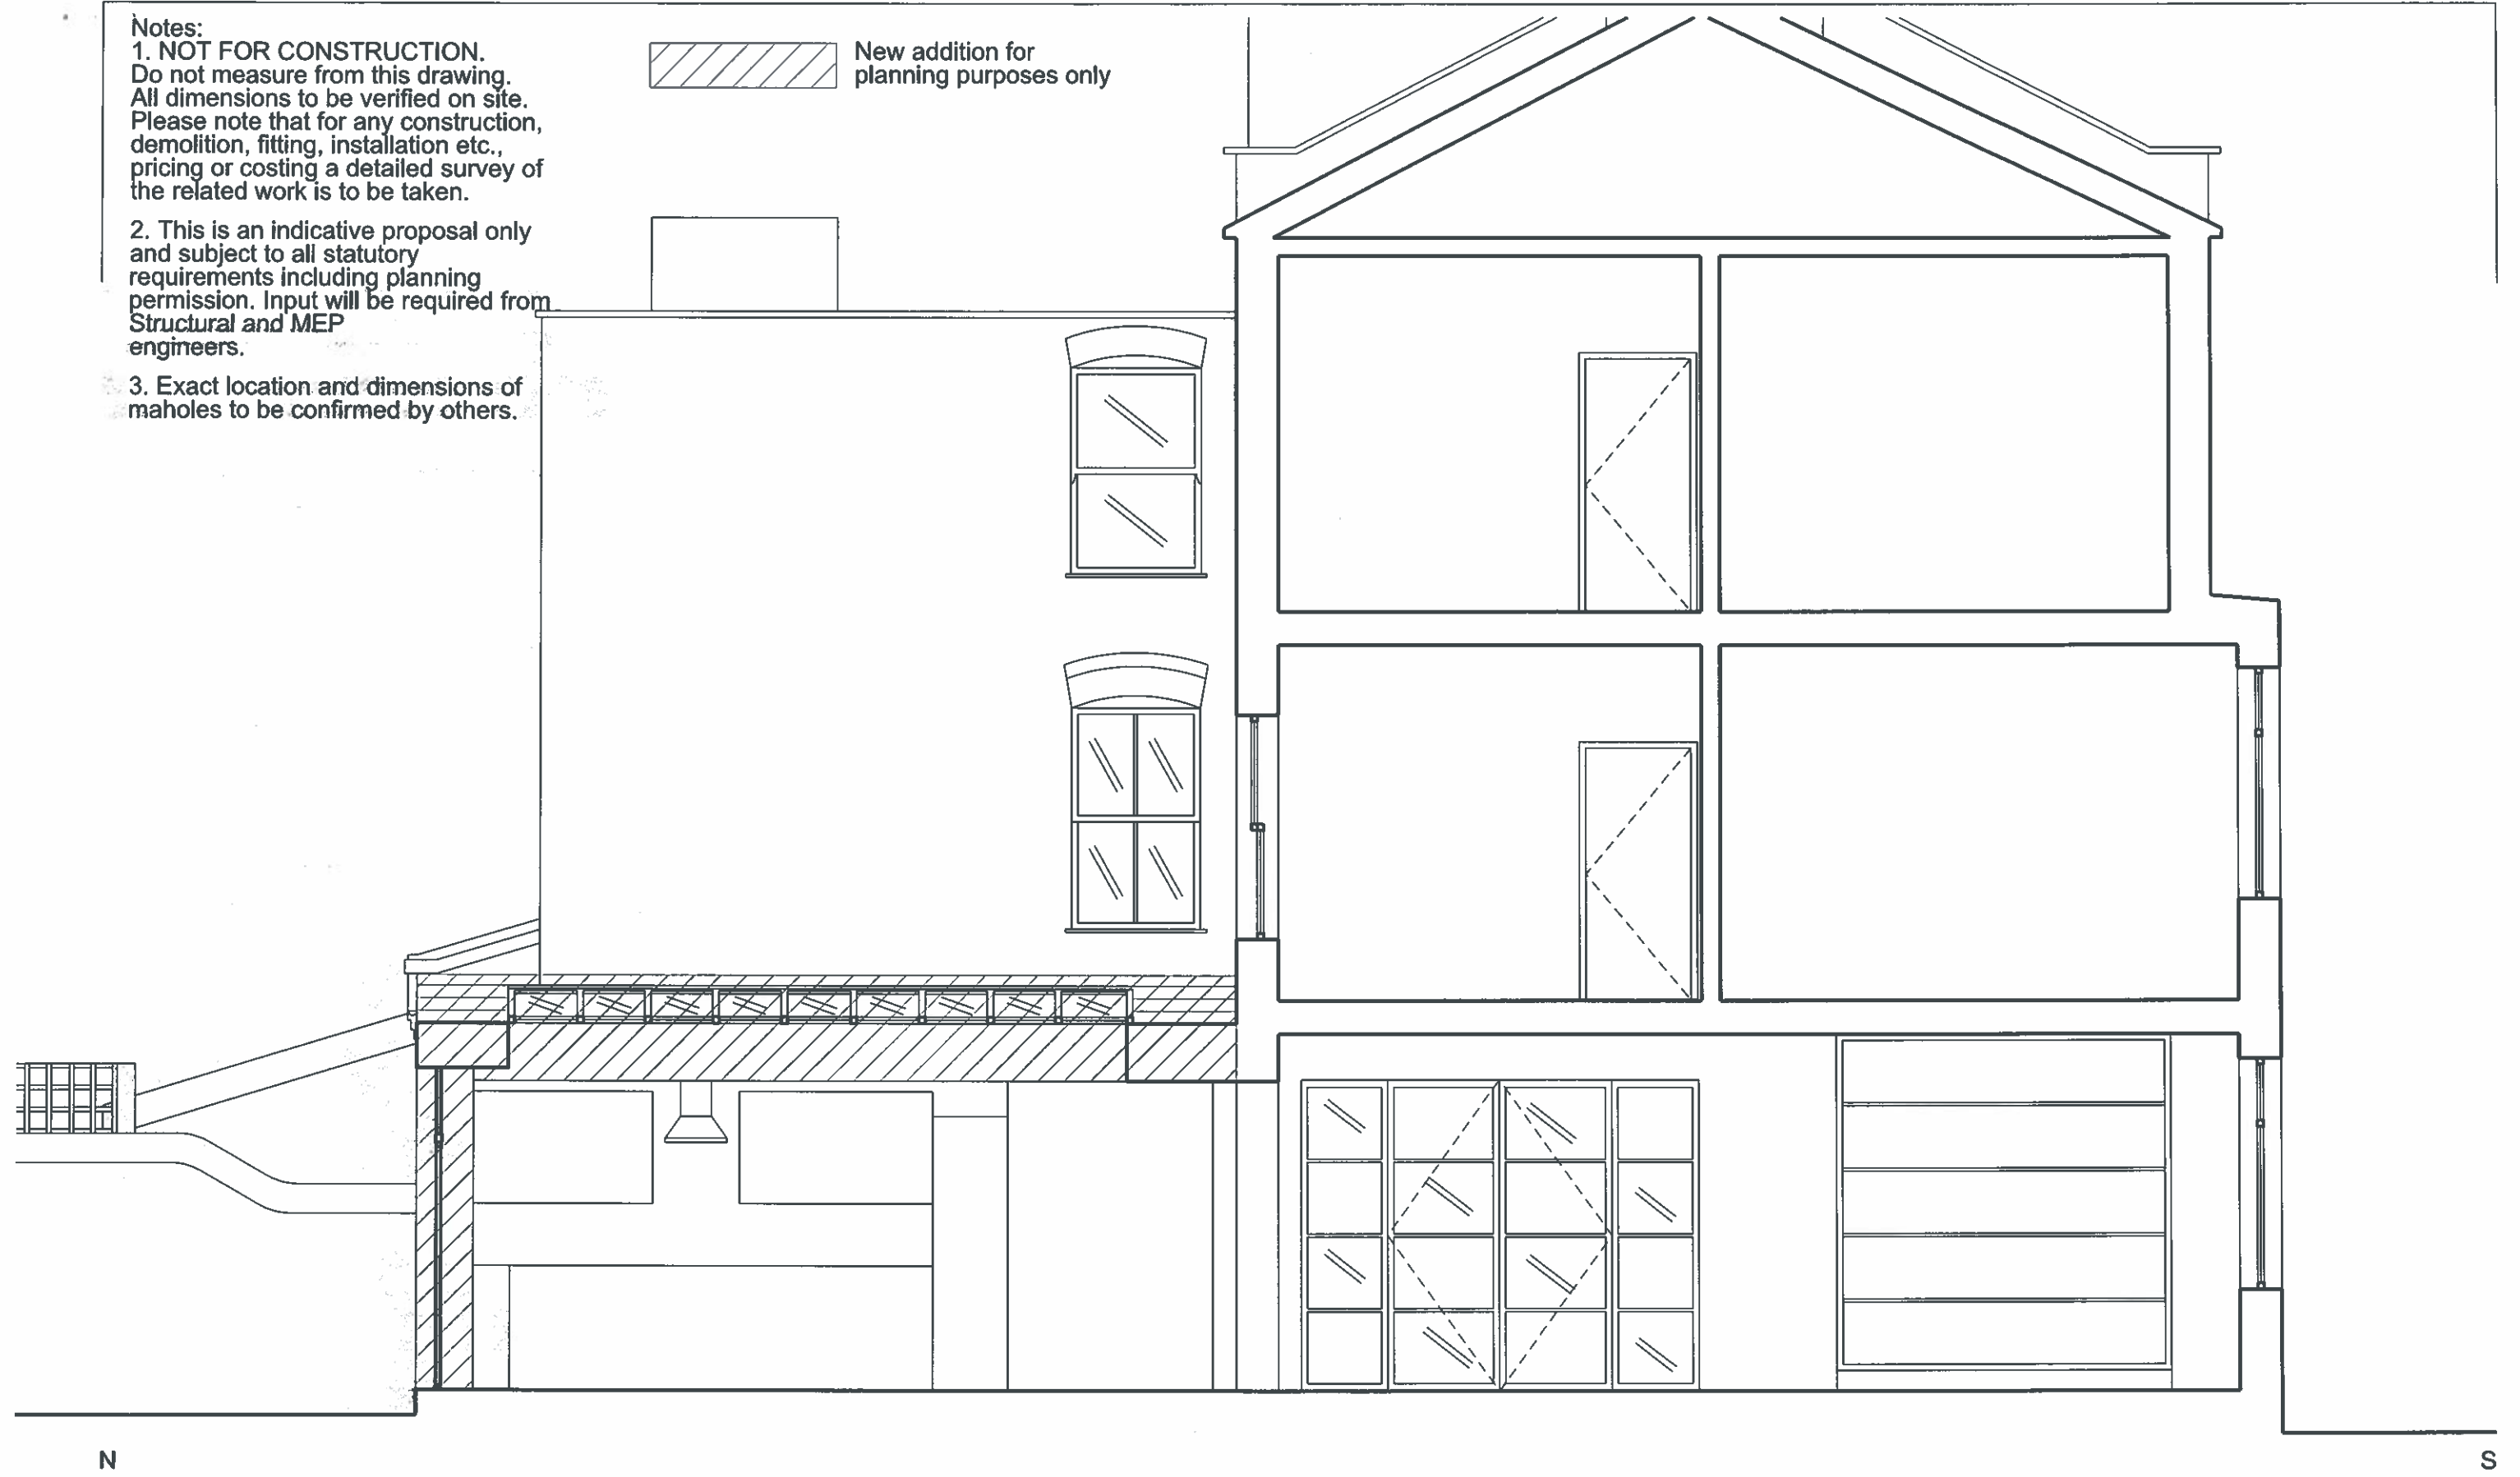 Notes:
1. NOT FOR CONSTRUCTION.
Do not measure from this drawing.
All dimensions to be verified on site.
Please note that for any construction,
demolition, fitting, installation etc.,
pricing or costing a detailed survey of
the related work is to be taken.
2. This is an indicative proposal only
and subject to all statutory
requirements including planning
permission. Input will be required from
Structural and MEP
engineers.
3. Exact location and dimensions of
maholes to be confirmed by others.
New addition for
planning purposes only
N
S